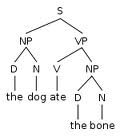 S
NP VP
D N V NP
the dog ate D N
the bone